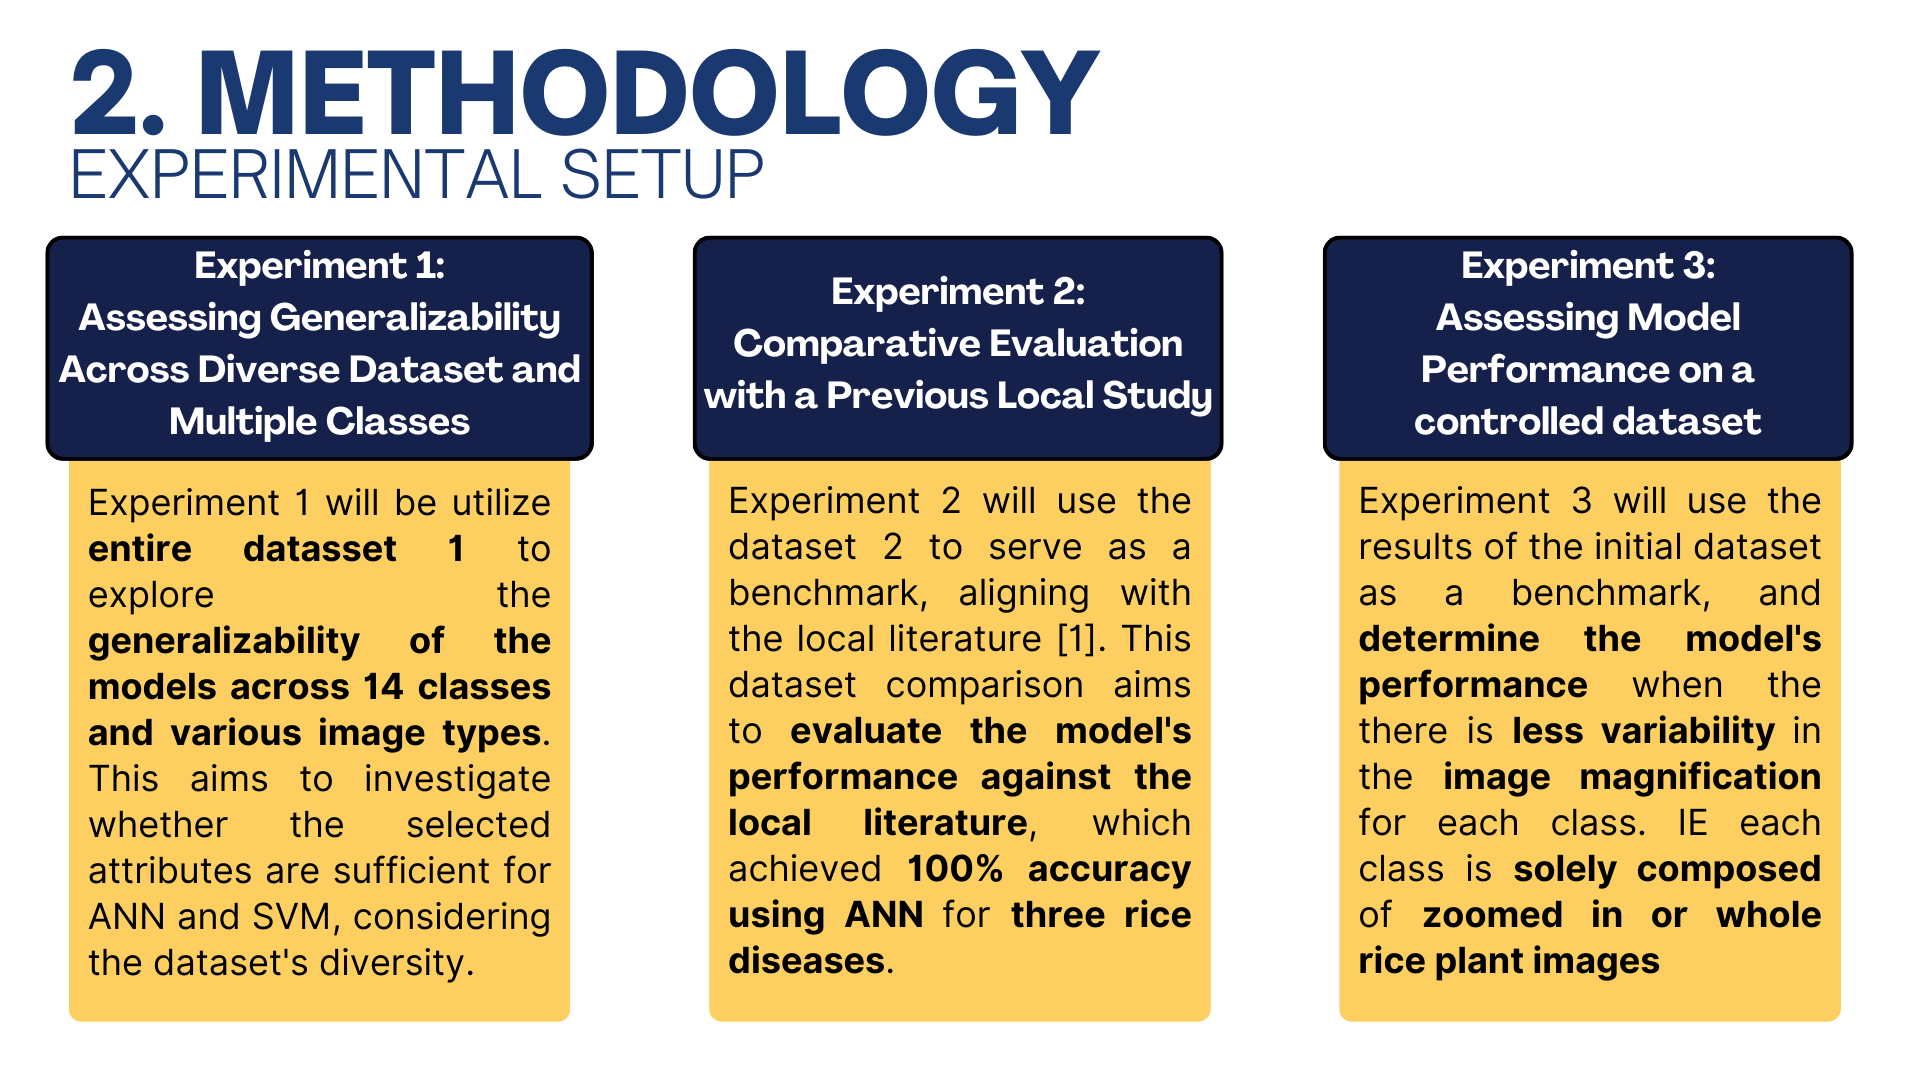 2. METHODOLOGY
EXPERIMENTAL SETUP
Experiment 1:
Assessing Generalizability
Across Diverse Dataset and
Multiple Classes
Experiment 1 will be utilize
entire datasset 1 to
explore the
generalizability of the
models across 14 classes
and various image types.
This aims to investigate
whether the selected
attributes are sufficient for
ANN and SVM, considering
the dataset's diversity.
Experiment 2:
Comparative Evaluation
with a Previous Local Study
Experiment 2 will use the
dataset 2 to serve as a
benchmark, aligning with
the local literature [1]. This
dataset comparison aims
to evaluate the model's
performance against the
local literature, which
achieved 100% accuracy
using ANN for three rice
diseases.
Experiment 3:
Assessing Model
Performance on a
controlled dataset
Experiment 3 will use the
results of the initial dataset
as a benchmark, and
determine the model's
performance when the
there is less variability in
the image magnification
for each class. IE each
class is solely composed
of zoomed in or whole
rice plant images